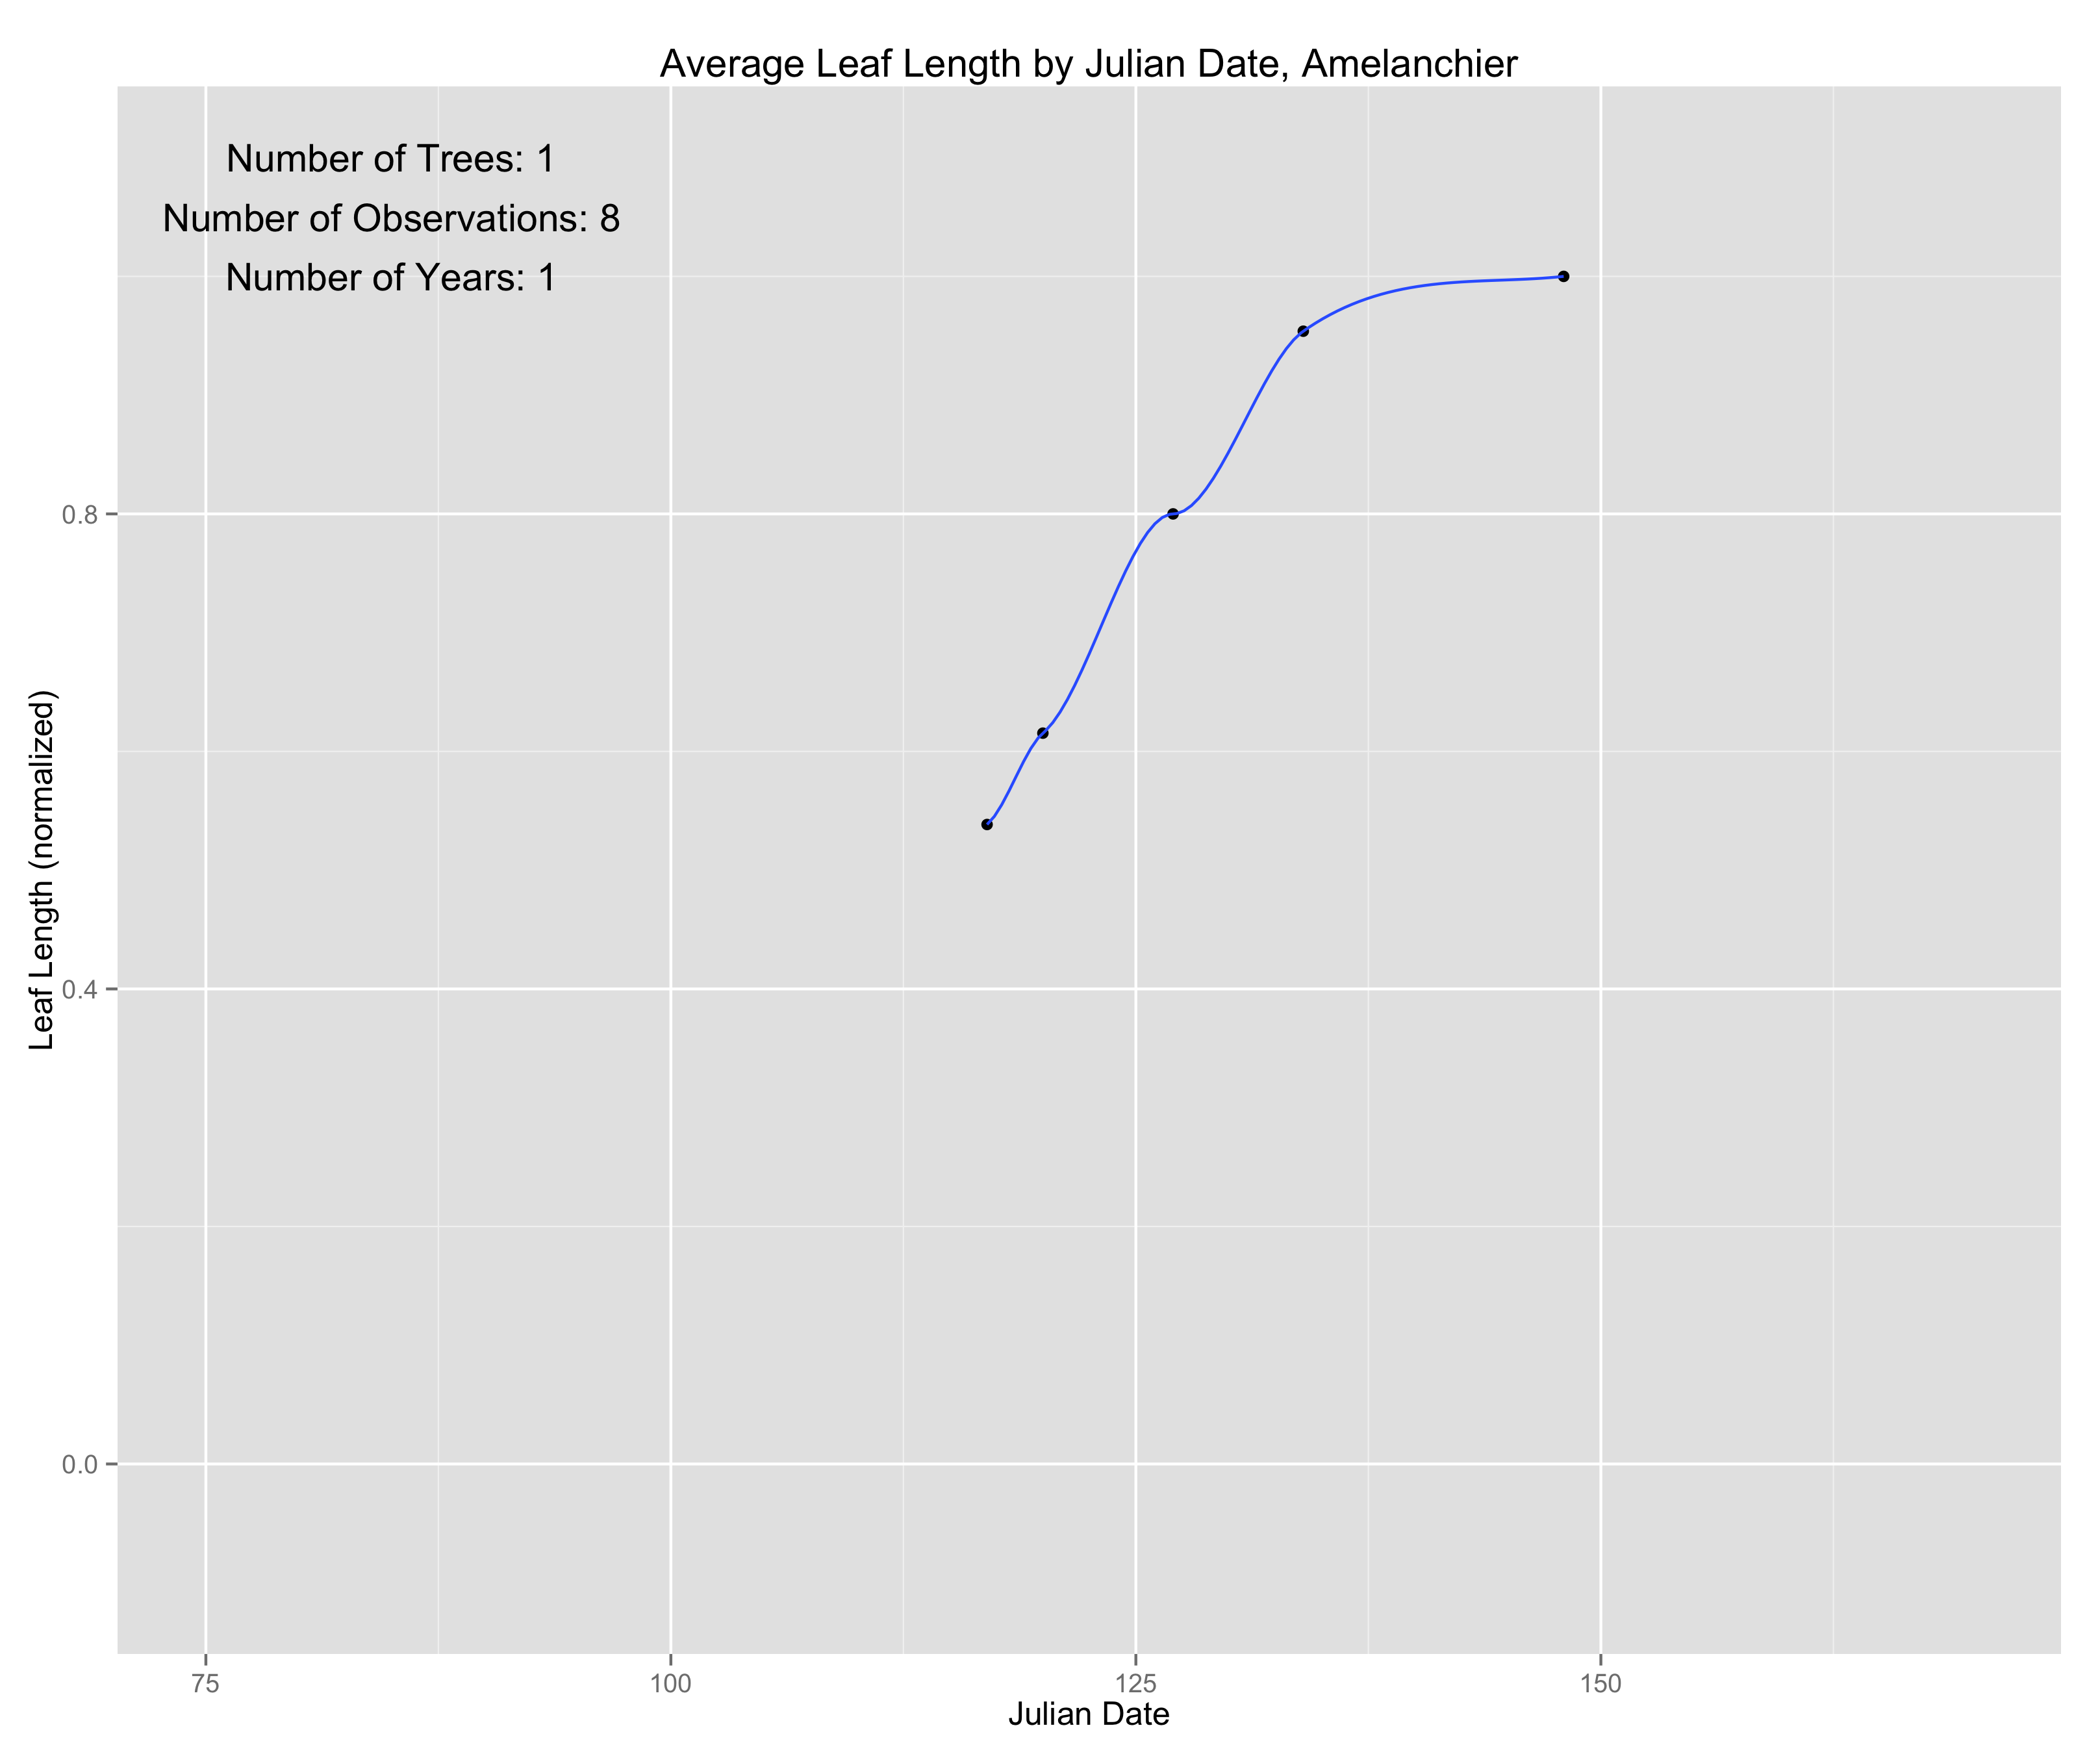 Average Leaf Length by Julian Date, Amelanchier
Number of Trees: 1
Number of Observations: 8
Number of Years: 1
Leaf Length (normalized)
0.8
0.4
0.0
75
100
125
150
Julian Date